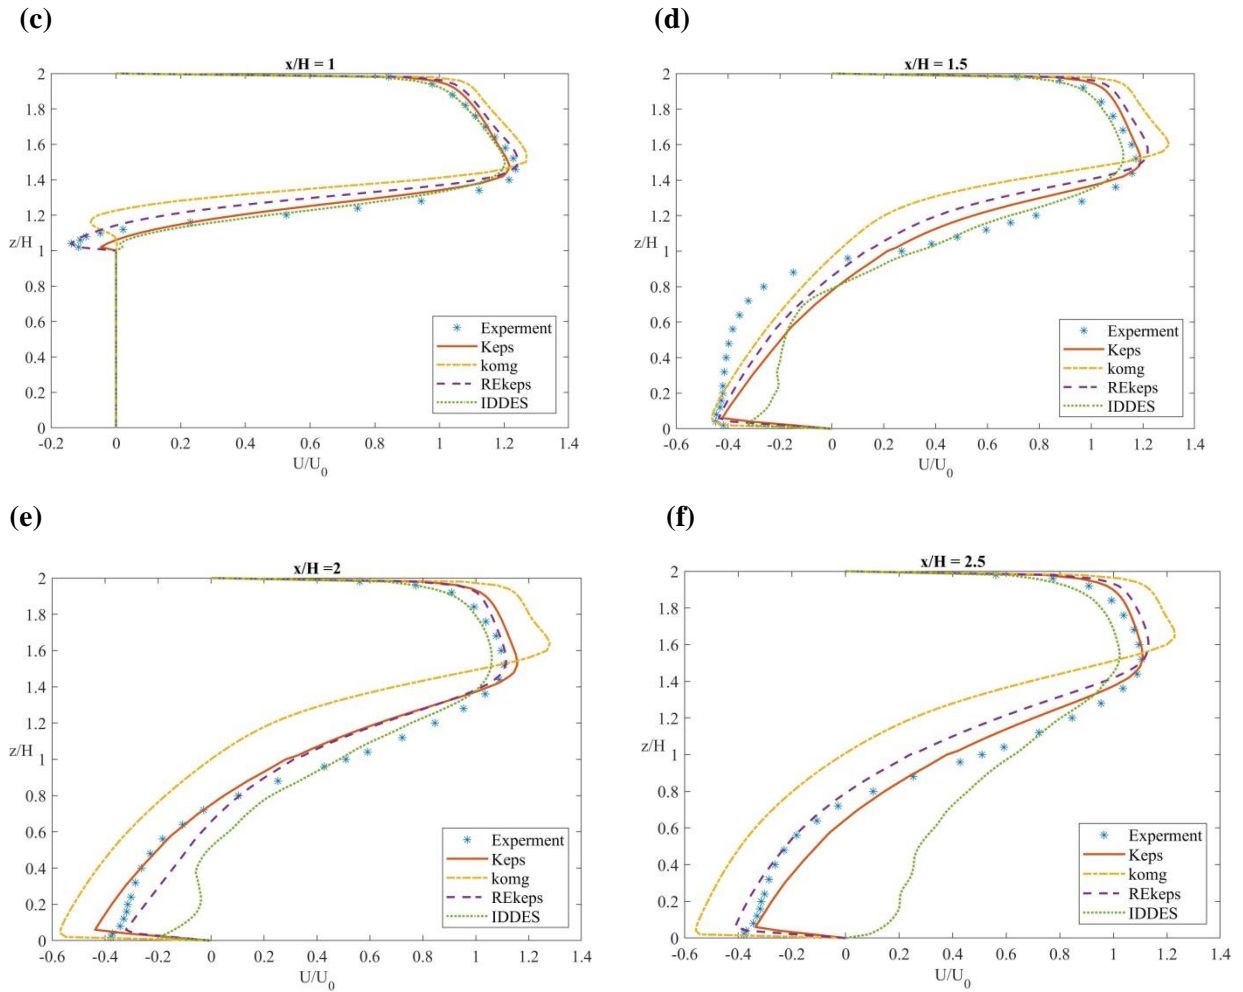 (c)
x/H = 1
2
1.8
1.6
1.4
1.2
z/H
1
0.8
0.6
0.4
0.2
0
-0.2 0 0.2 0.4 0.6 0.8 1 1.2 1.4
U/U0
Experment
Keps
komg
REkeps
IDDES
(d)
x/H = 1.5
2
1.8
1.6
1.4
1.2
z/H
1
0.8
0.6
0.4
0.2
0
-0.6 -0.4 -0.2 0 0.2 0.4 0.6 0.8 1 1.2 1.4
U/U0
Experment
Keps
komg
REkeps
IDDES
(e)
x/H =2
2
1.8
1.6
1.4
1.2
z/H
1
0.8
0.6
0.4
0.2
0
-0.6 -0.4 -0.2 0 0.2 0.4 0.6 0.8 1 1.2 1.4
U/U0
Experment
Keps
komg
REkeps
IDDES
(f)
x/H = 2.5
2
1.8
1.6
1.4
1.2
z/H
1
0.8
0.6
0.4
0.2
0
-0.6 -0.4 -0.2 0 0.2 0.4 0.6 0.8 1 1.2 1.4
U/U0
Experment
Keps
komg
REkeps
IDDES